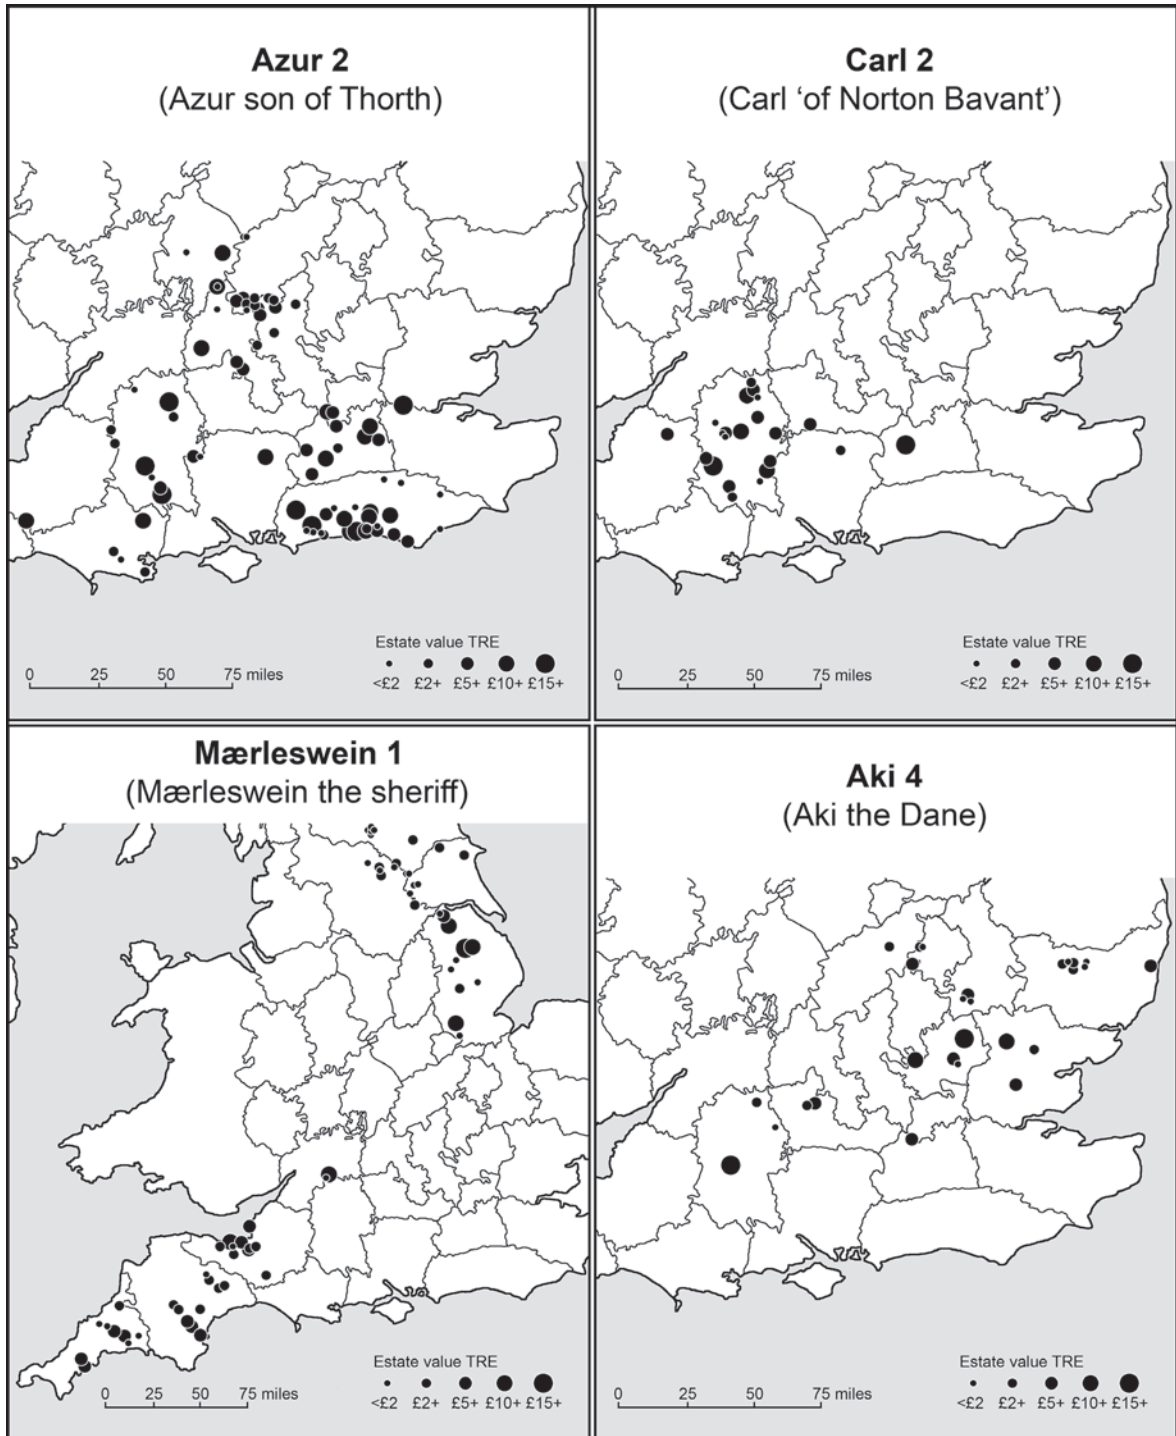 Azur 2
(Azur son of Thorth)
Estate value TRE
0 25 50 75 miles
<£2 £2+ £5+ £10+ £15+
Carl 2
(Carl ‘of Norton Bavant’)
Estate value TRE
0 25 50 75 miles
<£2 £2+ £5+ £10+ £15+
Mærleswein 1
(Mærleswein the sheriff)
Estate value TRE
0 25 50 75 miles
<£2 £2+ £5+ £10+ £15+
Aki 4
(Aki the Dane)
Estate value TRE
0 25 50 75 miles
<£2 £2+ £5+ £10+ £15+